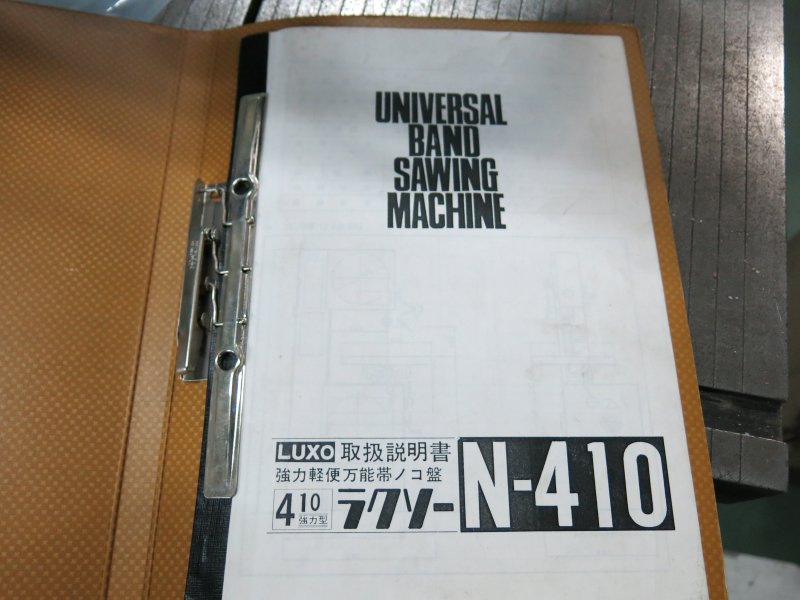 UNIVERSAL
BAND
SAWING
MACHINE
LUXO 取扱説明書
強力軽便万能帯ノコ盤
410 強力型 ラクソー N-410